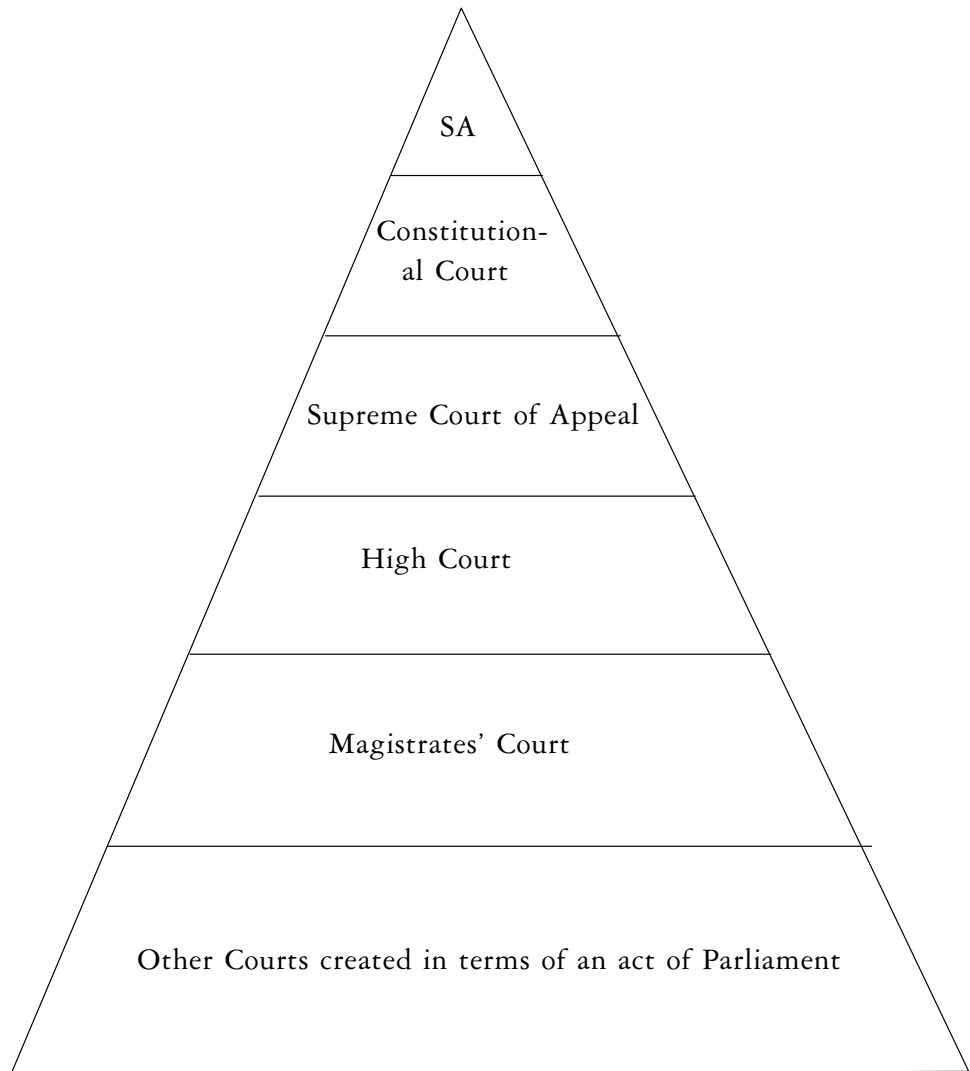 SA
Constitution-
al Court
Supreme Court of Appeal
High Court
Magistrates’ Court
Other Courts created in terms of an act of Parliament